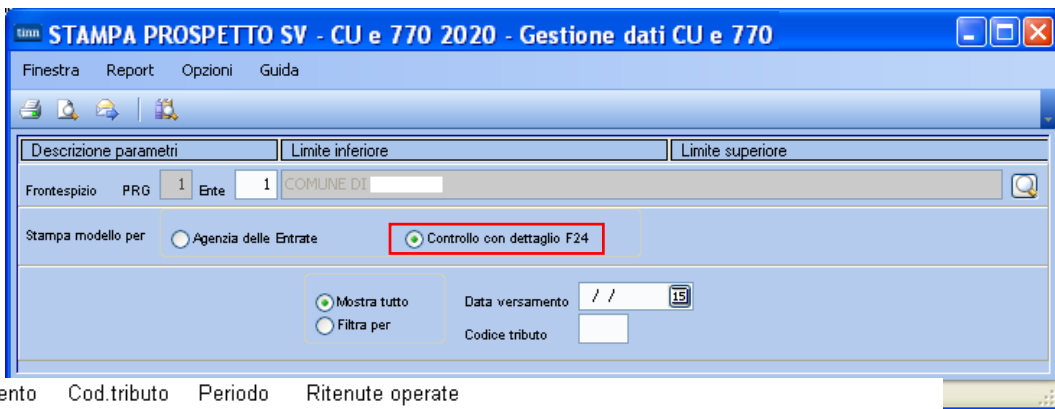 tinn STAMPA PROSPETTO SV - CU e 770 2020 - Gestione dati CU e 770
Finestra Report Opzioni Guida
Descrizione parametri Limite inferiore Limite superiore
Frontespizio PRG 1 Ente 1 COMUNE DI
Stampa modello per Agenzia delle Entrate Controllo con dettaglio F24
Mostra tutto Data versamento / / 15
Filtra per Codice tributo
ento Cod.tributo Periodo Ritenute operate